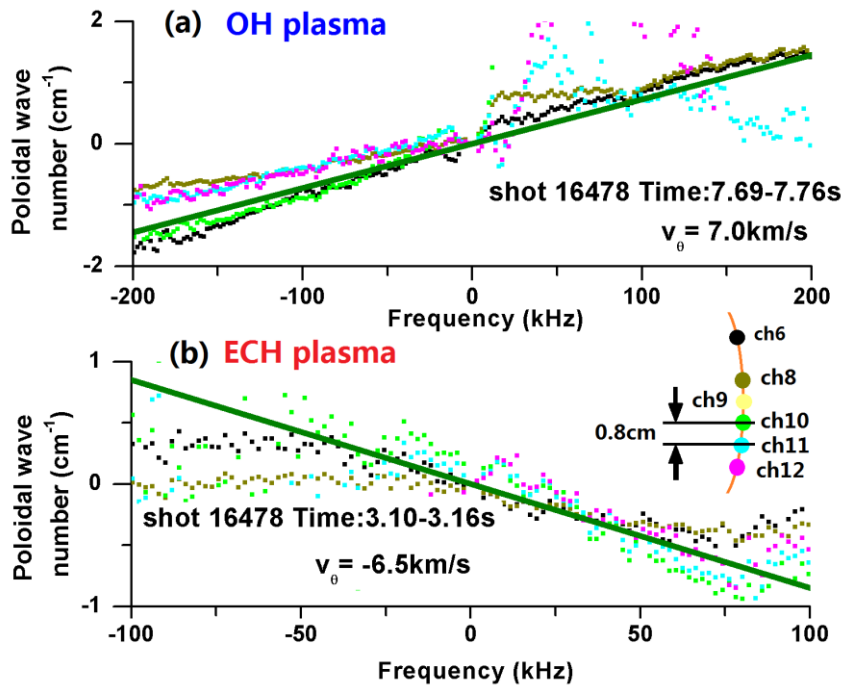 (a) OH plasma
Poloidal wave
number (cm⁻¹)
2
0
-2
shot 16478 Time:7.69-7.76s
v_θ= 7.0km/s
-200 -100 0 100 200
Frequency (kHz)
(b) ECH plasma
Poloidal wave
number (cm⁻¹)
1
0
-1
ch6
ch8
ch9
ch10
0.8cm
ch11
ch12
shot 16478 Time:3.10-3.16s
v_θ= -6.5km/s
-100 -50 0 50 100
Frequency (kHz)